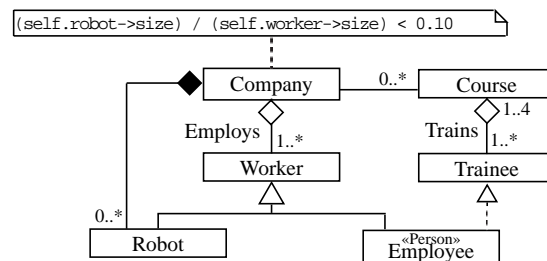 (self.robot->size) / (self.worker->size) < 0.10
Company
0..*
Course
Employs
1..*
Trains
1..4
1..*
Worker
Trainee
0..*
Robot
«Person»
Employee